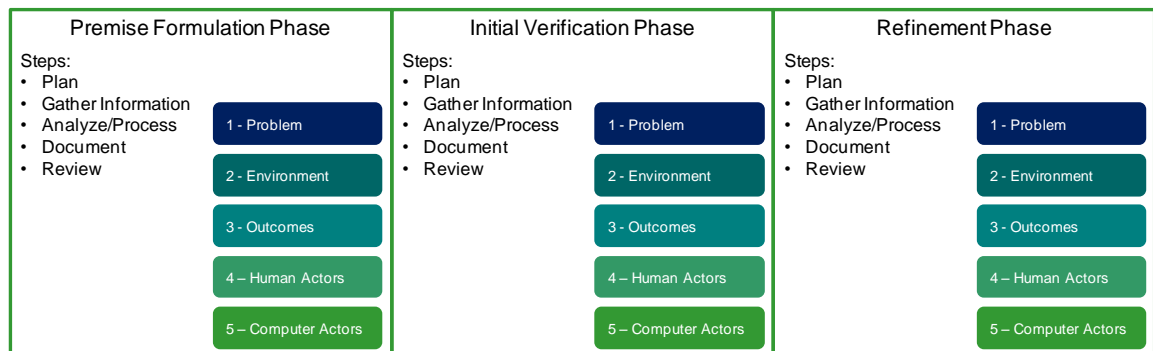 Premise Formulation Phase
Steps:
• Plan
• Gather Information
• Analyze/Process
• Document
• Review
1 - Problem
2 - Environment
3 - Outcomes
4 – Human Actors
5 – Computer Actors
Initial Verification Phase
Steps:
• Plan
• Gather Information
• Analyze/Process
• Document
• Review
1 - Problem
2 - Environment
3 - Outcomes
4 – Human Actors
5 – Computer Actors
Refinement Phase
Steps:
• Plan
• Gather Information
• Analyze/Process
• Document
• Review
1 - Problem
2 - Environment
3 - Outcomes
4 – Human Actors
5 – Computer Actors